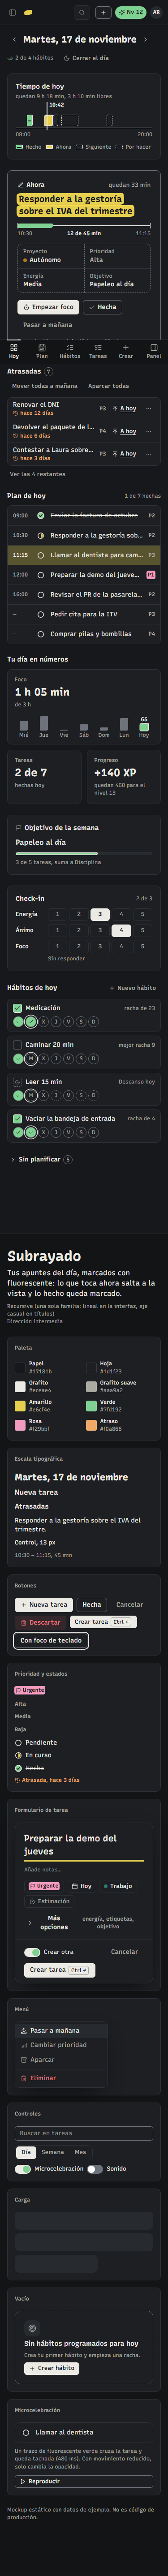 Nv 12
AR
Martes, 17 de noviembre
2 de 4 hábitos
Cerrar el día
Tiempo de hoy
quedan 9 h 18 min, 3 h 10 min libres
10:42
08:00
20:00
Hecho
Ahora
Siguiente
Por hacer
Ahora
quedan 33 min
Responder a la gestoría
sobre el IVA del trimestre
10:30
12 de 45 min
11:15
Proyecto
Prioridad
Autónomo
Alta
Energía
Objetivo
Media
Papeleo al día
Empezar foco
Hecha
Pasar a mañana
Hoy
Plan
Hábitos
Tareas
Crear
Panel
Atrasadas
7
Mover todas a mañana
Aparcar todas
Renovar el DNI
hace 12 días
P3
A hoy
Devolver el paquete de l...
hace 6 días
P4
A hoy
Contestar a Laura sobre...
hace 3 días
P3
A hoy
Ver las 4 restantes
Plan de hoy
1 de 7 hechas
09:00
Enviar la factura de octubre
P2
10:30
Responder a la gestoría sob...
P2
11:15
Llamar al dentista para cam...
P3
12:00
Preparar la demo del jueve...
P1
16:00
Revisar el PR de la pasarela...
P2
–
Pedir cita para la ITV
P3
–
Comprar pilas y bombillas
P4
Tu día en números
Foco
1 h 05 min
de 3 h
65
Mié
Jue
Vie
Sáb
Dom
Lun
Hoy
Tareas
2 de 7
hechas hoy
Progreso
+140 XP
quedan 460 para el
nivel 13
Objetivo de la semana
Papeleo al día
3 de 5 tareas, suma a Disciplina
Check-in
2 de 3
Energía
1
2
3
4
5
Ánimo
1
2
3
4
5
Foco
1
2
3
4
5
Sin responder
Hábitos de hoy
Nuevo hábito
Medicación
racha de 23
X
J
V
S
D
Caminar 20 min
mejor racha 9
M
X
J
V
S
D
Leer 15 min
Descanso hoy
M
X
J
V
S
D
Vaciar la bandeja de entrada
racha de 4
X
J
V
S
D
Sin planificar
5
Subrayado
Tus apuntes del día, marcados con
fluorescente: lo que toca ahora salta a la
vista y lo hecho queda marcado.
Recursiva (una sola familia: lineal en la interfaz, eje
casual en títulos)
Dirección intermedia
Paleta
Papel
#17181b
Hoja
#1d1f23
Grafito
#eceae4
Grafito suave
#aaa9a2
Amarillo
#e6cf4e
Verde
#7fd192
Rosa
#f29bbf
Atraso
#f0a866
Escala tipográfica
Martes, 17 de noviembre
Nueva tarea
Atrasadas
Responder a la gestoría sobre el IVA del
trimestre.
Control, 13 px
10:30 – 11:15, 45 min
Botones
Nueva tarea
Hecha
Cancelar
Descartar
Crear tarea
Ctrl ↵
Con foco de teclado
Prioridad y estados
Urgente
Alta
Media
Baja
Pendiente
En curso
Hecha
Atrasada, hace 3 días
Formulario de tarea
Preparar la demo del
jueves
Añade notas...
Urgente
Hoy
Trabajo
Estimación
Más
opciones
energía, etiquetas,
objetivo
Crear otra
Cancelar
Crear tarea
Ctrl ↵
Menú
Pasar a mañana
Cambiar prioridad
Aparcar
Eliminar
Controles
Buscar en tareas
Día
Semana
Mes
Microcelebración
Sonido
Carga
Vacío
Sin hábitos programados para hoy
Crea tu primer hábito y empieza una racha.
Crear hábito
Microcelebración
Llamar al dentista
Un trazo de fluorescente verde cruza la tarea y
queda tachada (480 ms). Con movimiento reducido,
solo cambia la opacidad.
Reproducir
Mockup estático con datos de ejemplo. No es código de
producción.